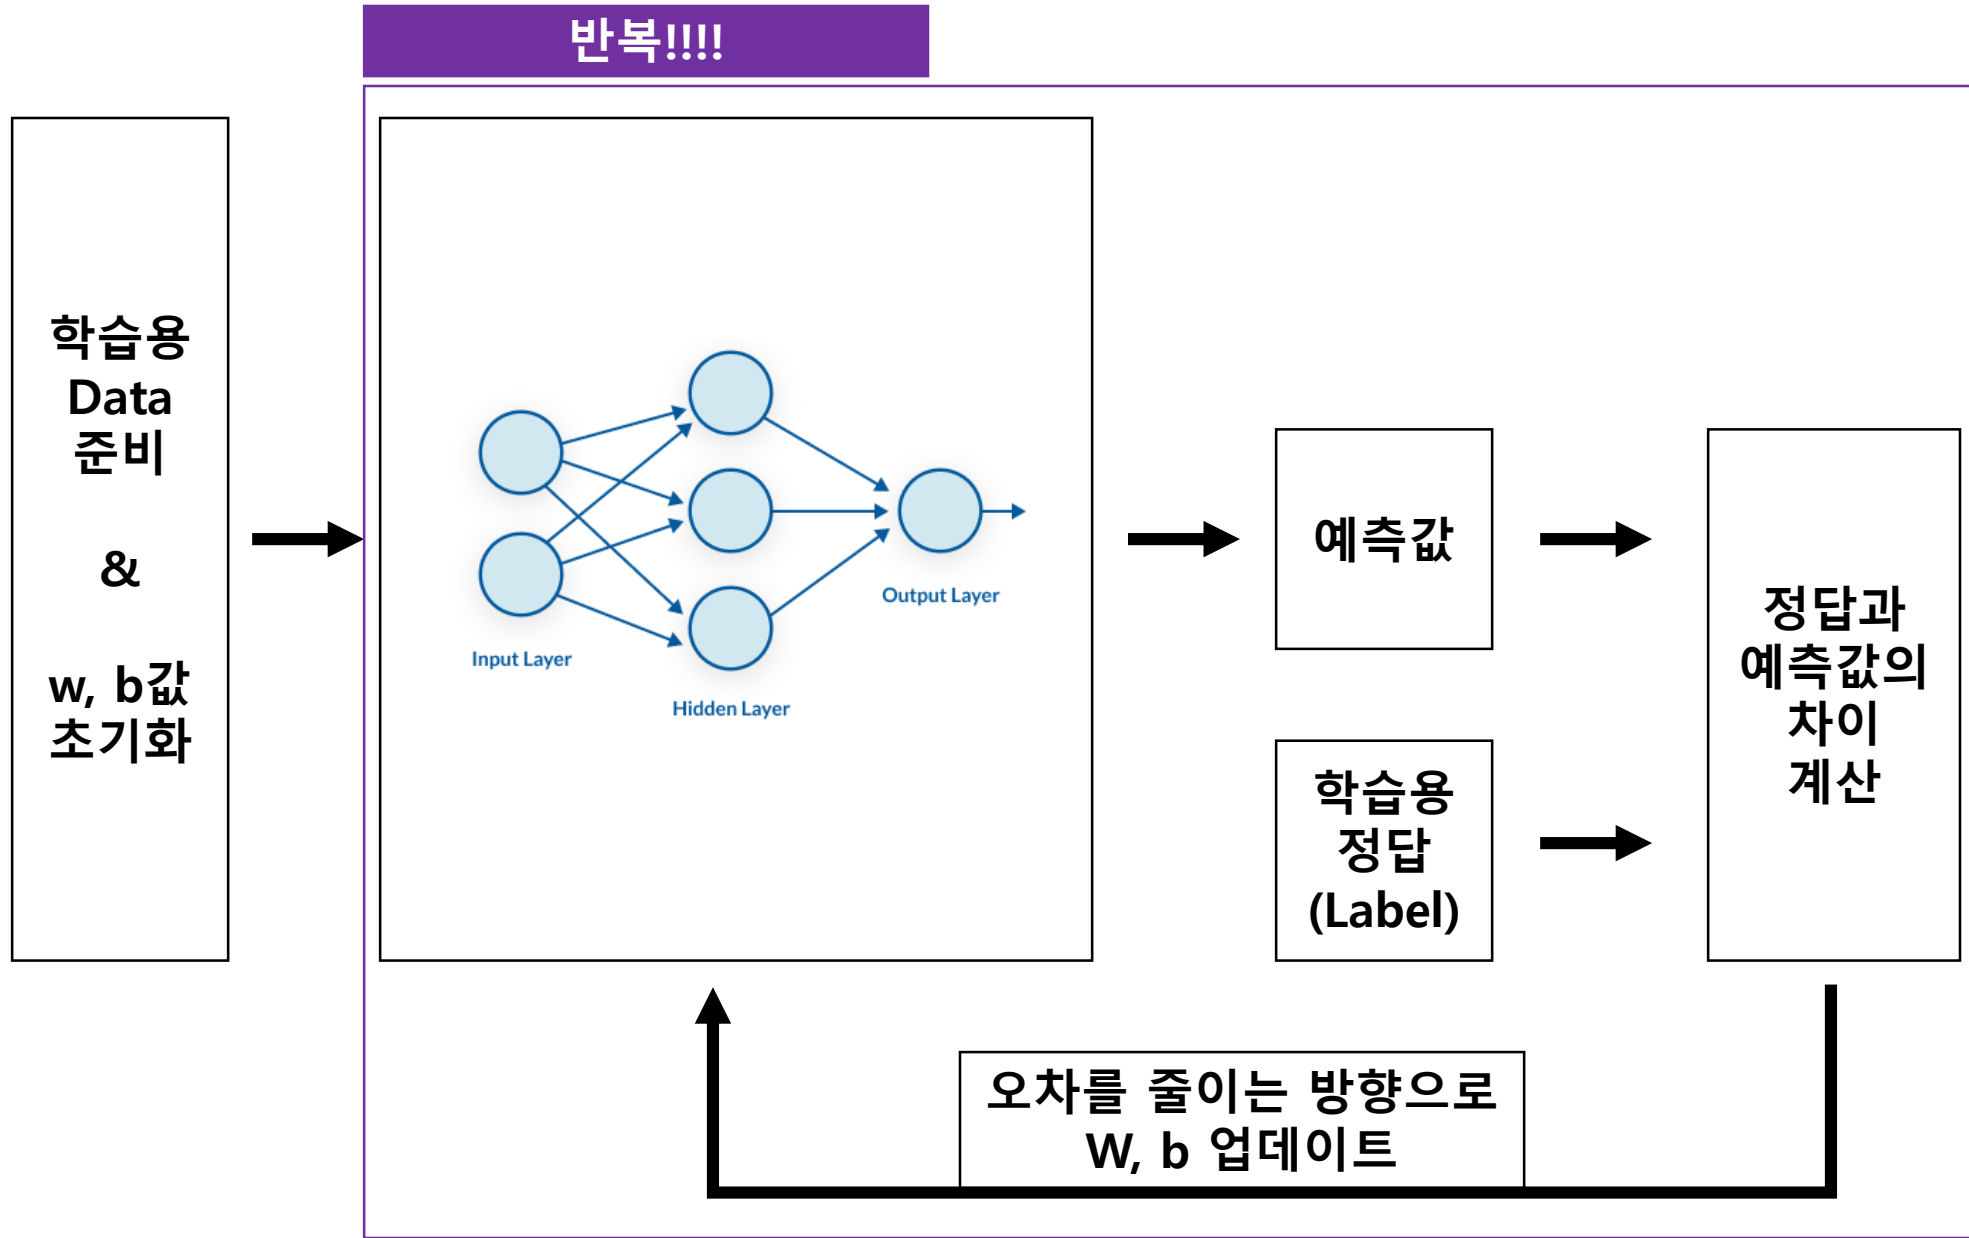 반복!!!!
학습용
Data
준비
&
w, b값
초기화
Input Layer
Hidden Layer
Output Layer
예측값
학습용
정답
(Label)
정답과
예측값의
차이
계산
오차를 줄이는 방향으로
W, b 업데이트